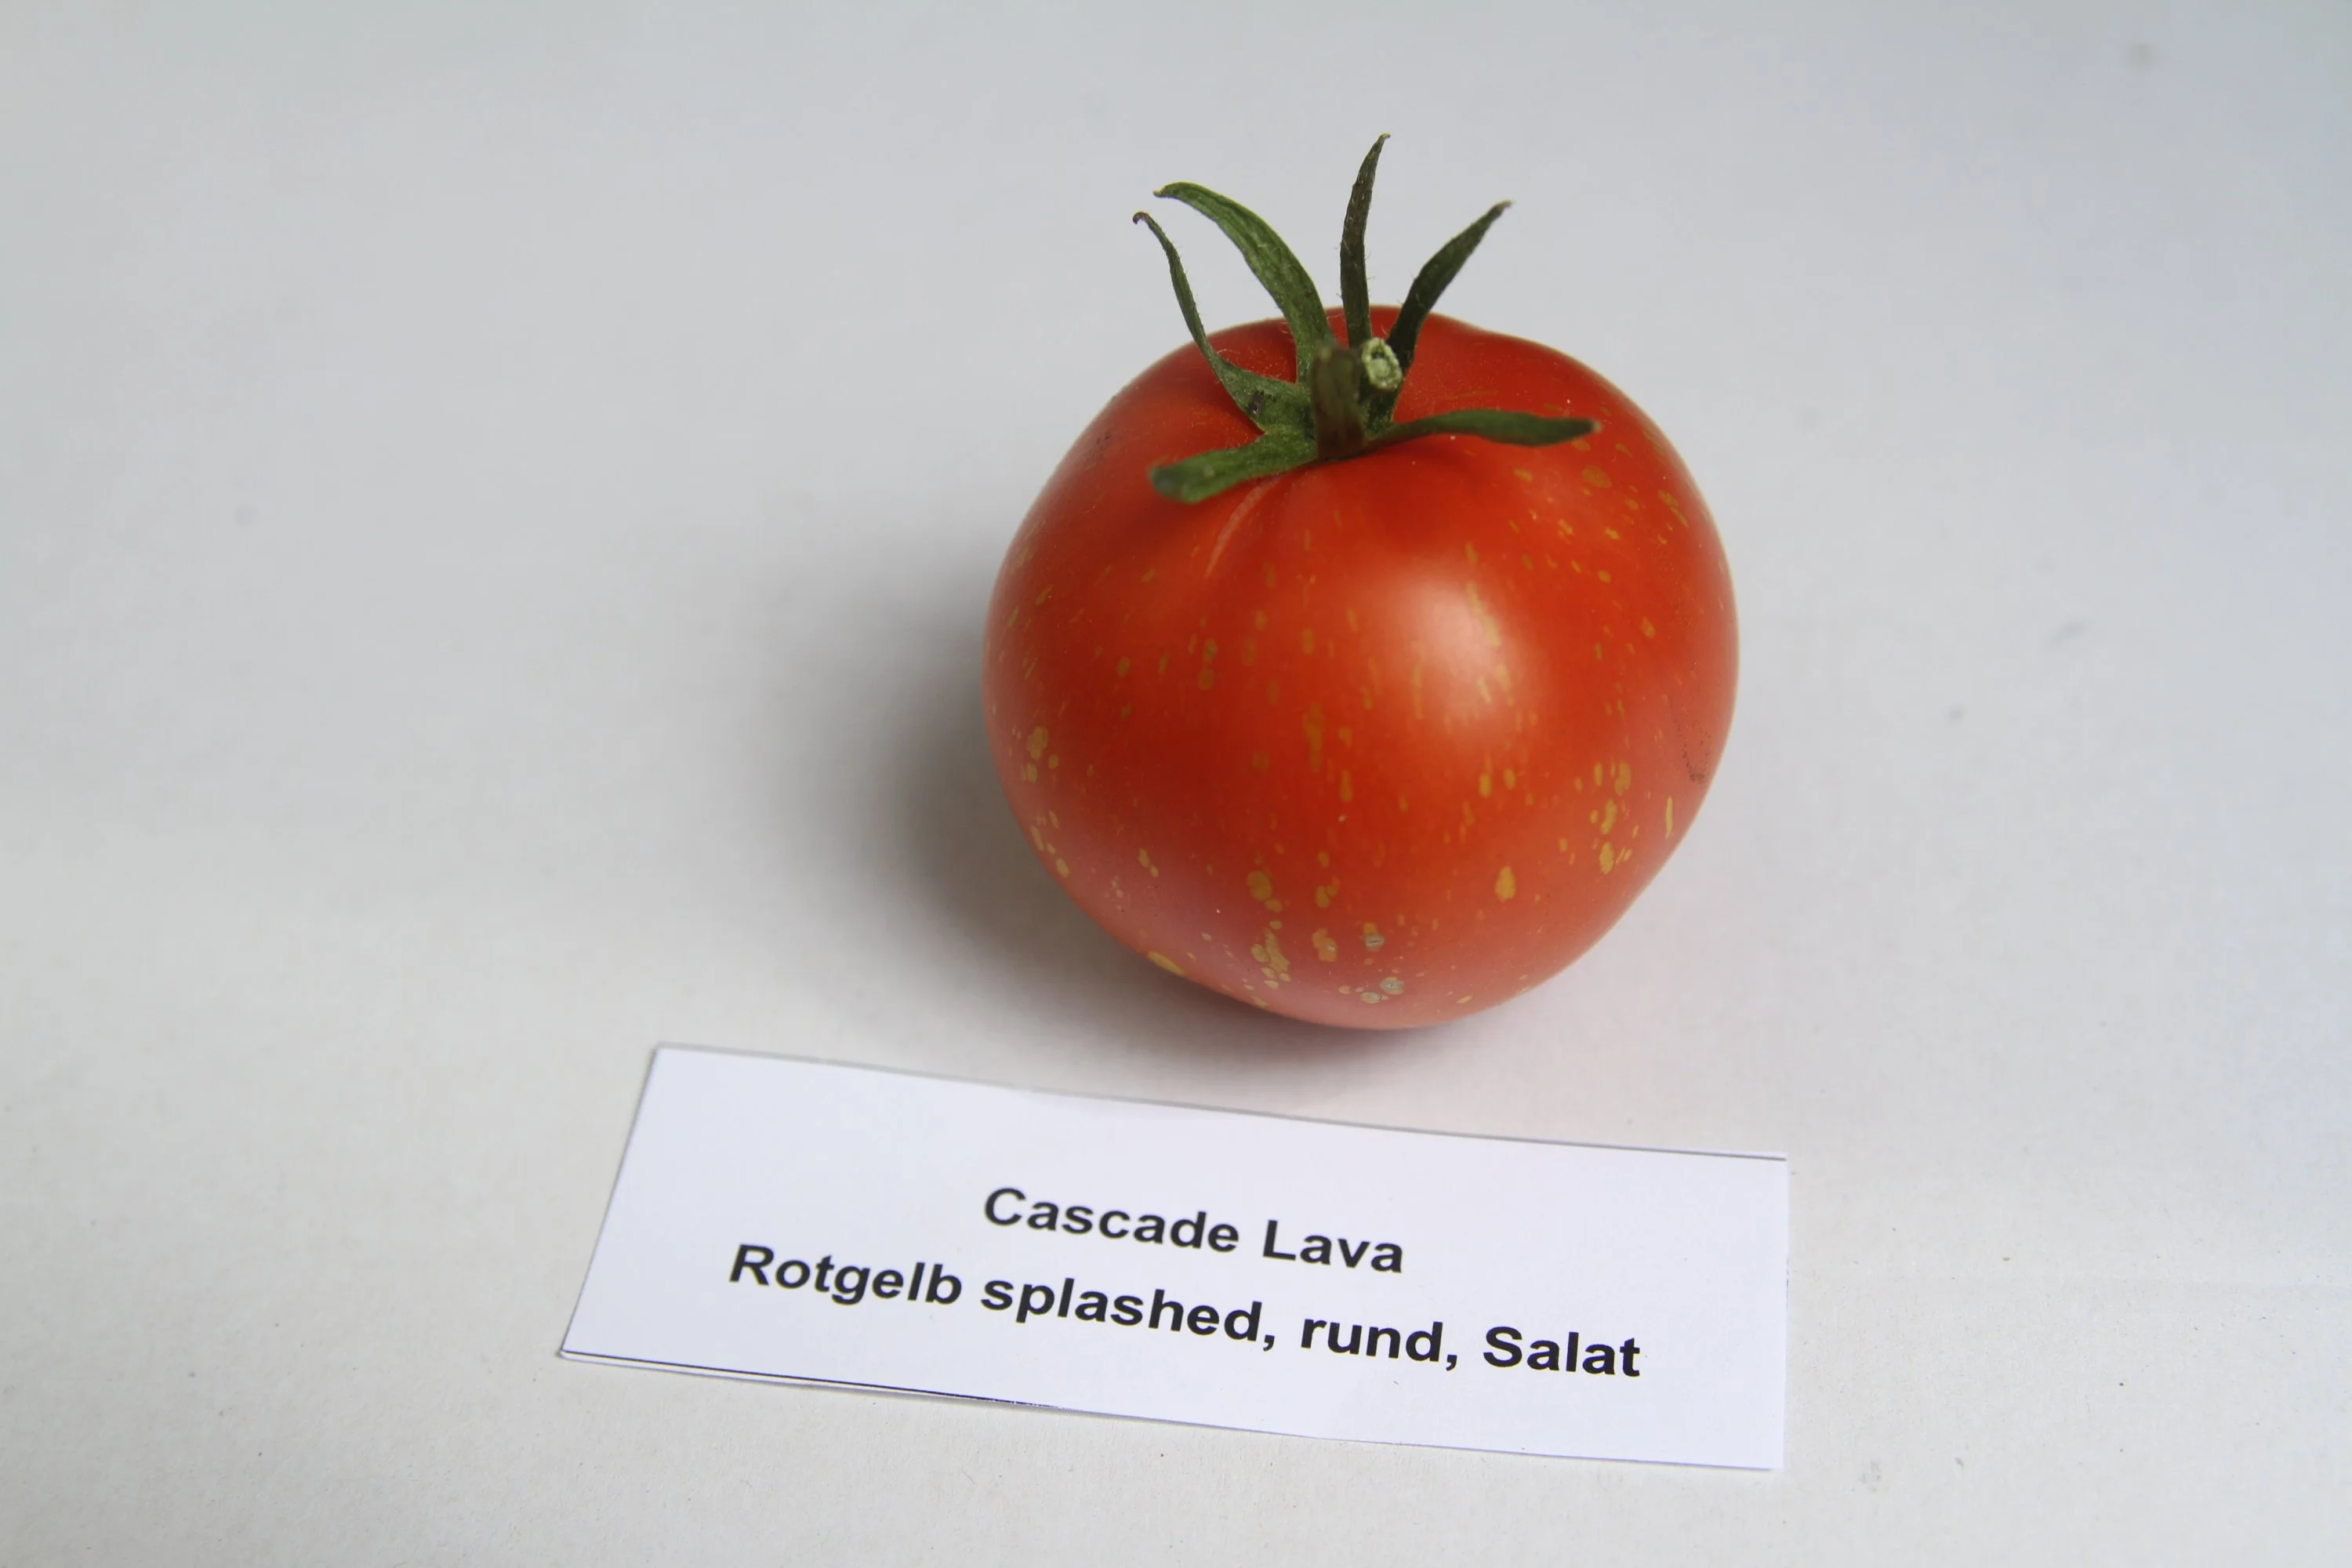 Cascade Lava
Rotgelb splashed, rund, Salat